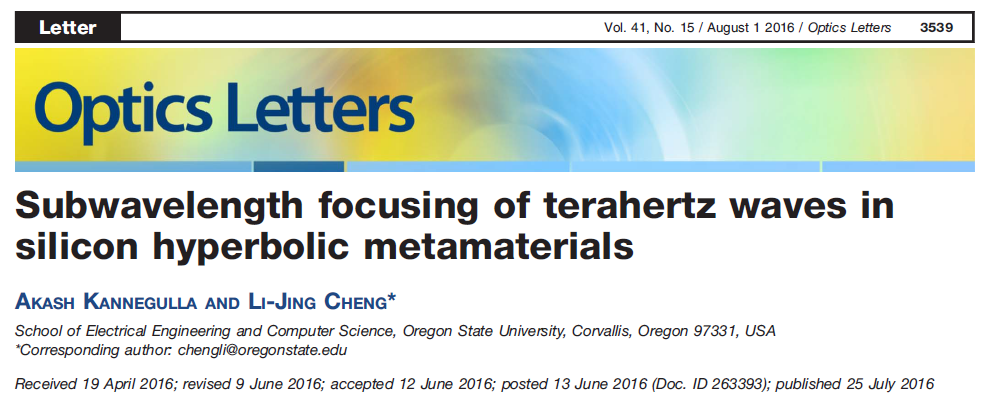 Letter
Vol. 41, No. 15 / August 1 2016 / Optics Letters 3539
Optics Letters
Subwavelength focusing of terahertz waves in
silicon hyperbolic metamaterials
AKASH KANNEGULLA AND LI-JING CHENG*
School of Electrical Engineering and Computer Science, Oregon State University, Corvallis, Oregon 97331, USA
*Corresponding author: chengli@oregonstate.edu
Received 19 April 2016; revised 9 June 2016; accepted 12 June 2016; posted 13 June 2016 (Doc. ID 263393); published 25 July 2016